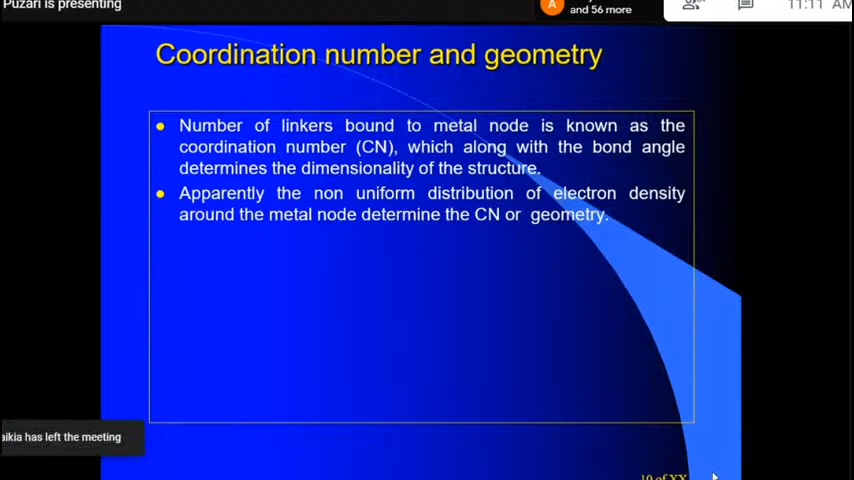 Puzari is presenting
A
and 56 more
11:11 AM
Coordination number and geometry
Number of linkers bound to metal node is known as the
coordination number (CN), which along with the bond angle
determines the dimensionality of the structure.
Apparently the non uniform distribution of electron density
around the metal node determine the CN or geometry.
aikia has left the meeting
10 of XX